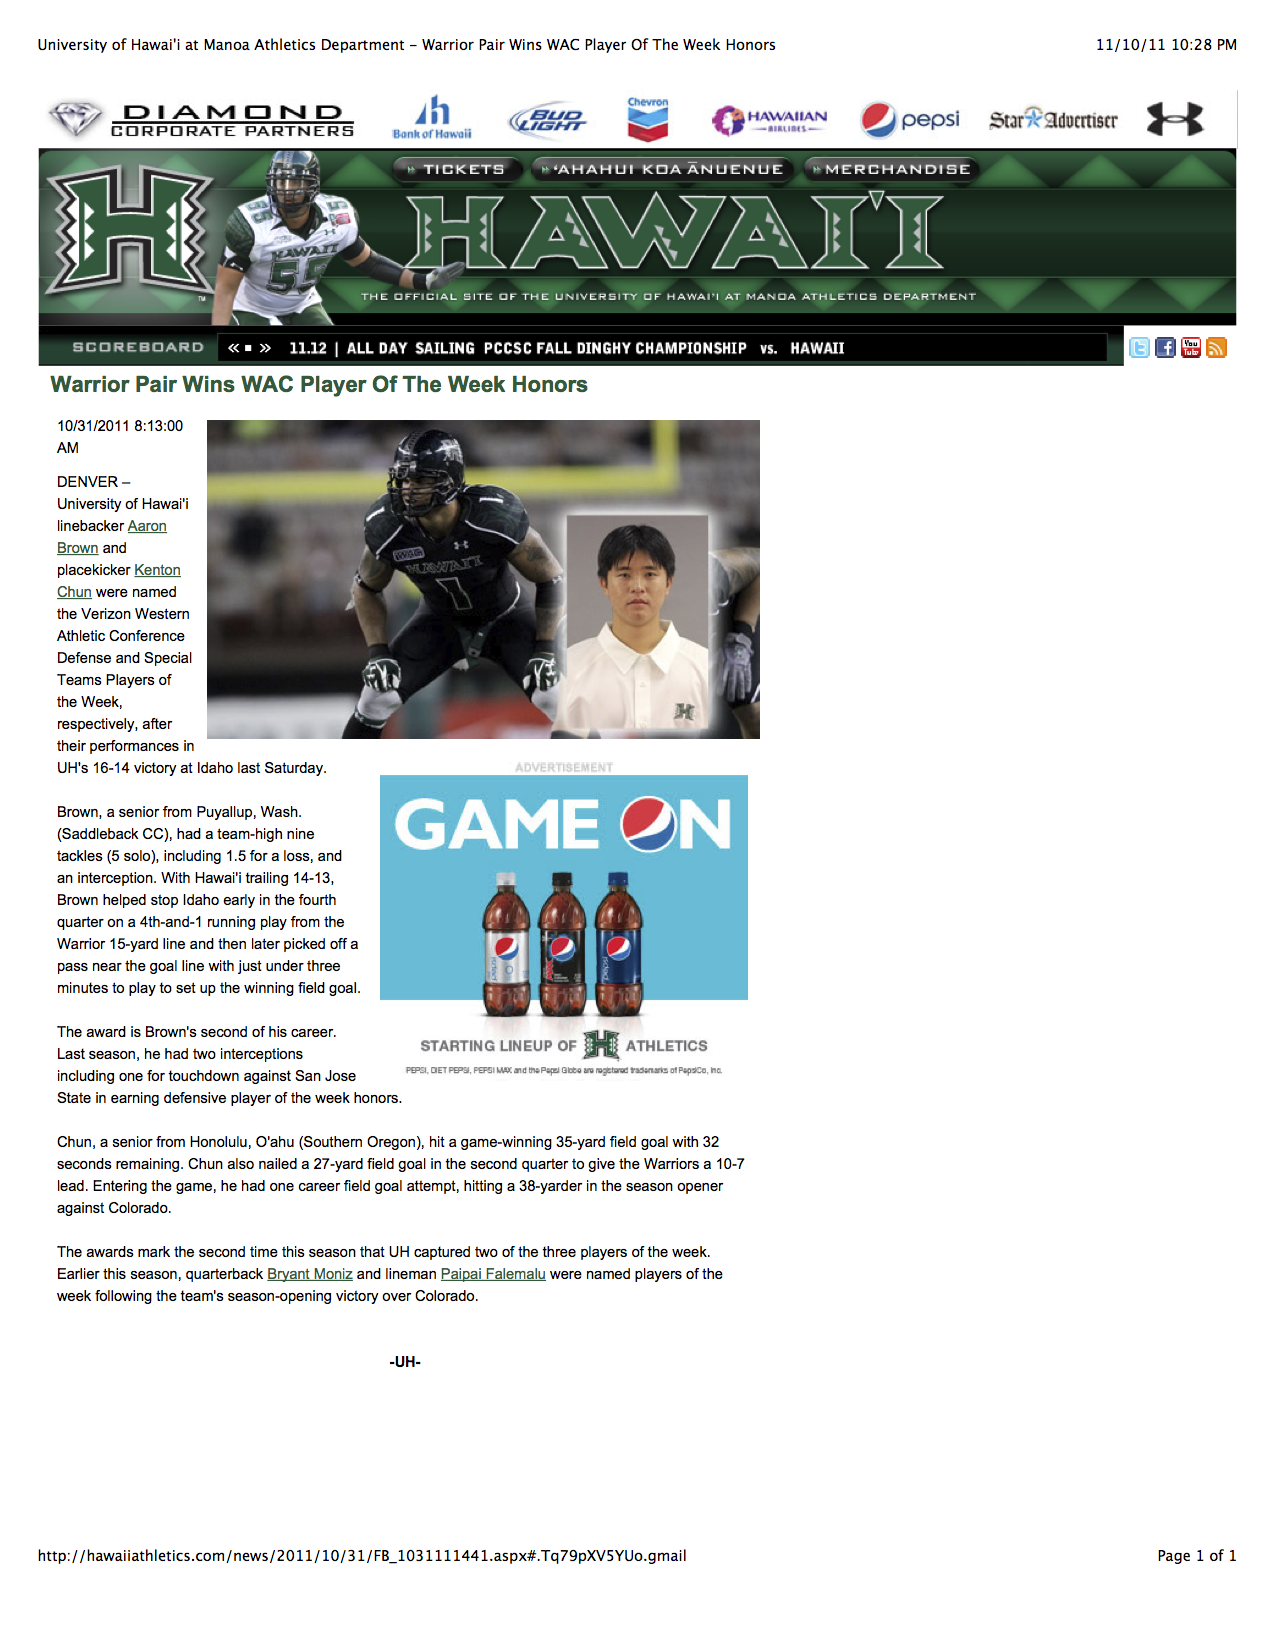 University of Hawai'i at Manoa Athletics Department – Warrior Pair Wins WAC Player Of The Week Honors
11/10/11 10:28 PM
DIAMOND
CORPORATE PARTNERS
Bank of Hawaii
BUD
LIGHT
Chevron
HAWAIIAN
AIRLINES
pepsi
Star Advertiser
» TICKETS
» 'AHAHUI KOA ĀNUENUE
» MERCHANDISE
H
HAWAI'I
TM
HAWAII
55
THE OFFICIAL SITE OF THE UNIVERSITY OF HAWAI'I AT MANOA ATHLETICS DEPARTMENT
SCOREBOARD
« ■ » 11.12 | ALL DAY SAILING PCCSC FALL DINGHY CHAMPIONSHIP vs. HAWAII
You
Tube
Warrior Pair Wins WAC Player Of The Week Honors
10/31/2011 8:13:00
AM
HAWAI'I
1
H
DENVER –
University of Hawai'i
linebacker Aaron
Brown and
placekicker Kenton
Chun were named
the Verizon Western
Athletic Conference
Defense and Special
Teams Players of
the Week,
respectively, after
their performances in
UH's 16-14 victory at Idaho last Saturday.
ADVERTISEMENT
GAME ON
pepsi
STARTING LINEUP OF H ATHLETICS
PEPSI, DIET PEPSI, PEPSI MAX and the Pepsi Globe are registered trademarks of PepsiCo, Inc.
Brown, a senior from Puyallup, Wash.
(Saddleback CC), had a team-high nine
tackles (5 solo), including 1.5 for a loss, and
an interception. With Hawai'i trailing 14-13,
Brown helped stop Idaho early in the fourth
quarter on a 4th-and-1 running play from the
Warrior 15-yard line and then later picked off a
pass near the goal line with just under three
minutes to play to set up the winning field goal.
The award is Brown's second of his career.
Last season, he had two interceptions
including one for touchdown against San Jose
State in earning defensive player of the week honors.
Chun, a senior from Honolulu, O'ahu (Southern Oregon), hit a game-winning 35-yard field goal with 32
seconds remaining. Chun also nailed a 27-yard field goal in the second quarter to give the Warriors a 10-7
lead. Entering the game, he had one career field goal attempt, hitting a 38-yarder in the season opener
against Colorado.
The awards mark the second time this season that UH captured two of the three players of the week.
Earlier this season, quarterback Bryant Moniz and lineman Paipai Falemalu were named players of the
week following the team's season-opening victory over Colorado.
-UH-
http://hawaiiathletics.com/news/2011/10/31/FB_1031111441.aspx#.Tq79pXV5YUo.gmail
Page 1 of 1